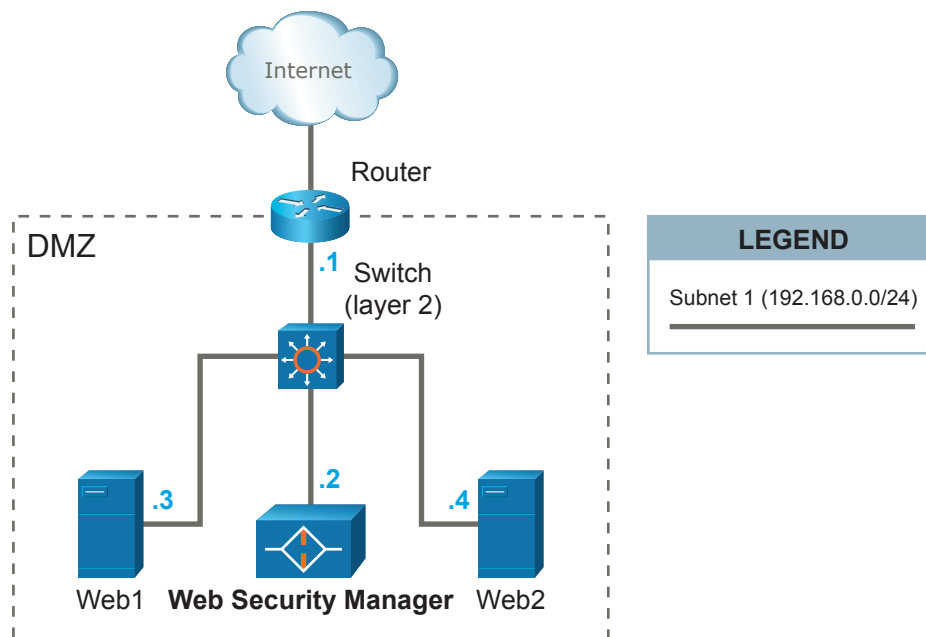 Internet
Router
DMZ
.1
Switch
(layer 2)
LEGEND
Subnet 1 (192.168.0.0/24)
.3
.2
.4
Web1
Web Security Manager
Web2